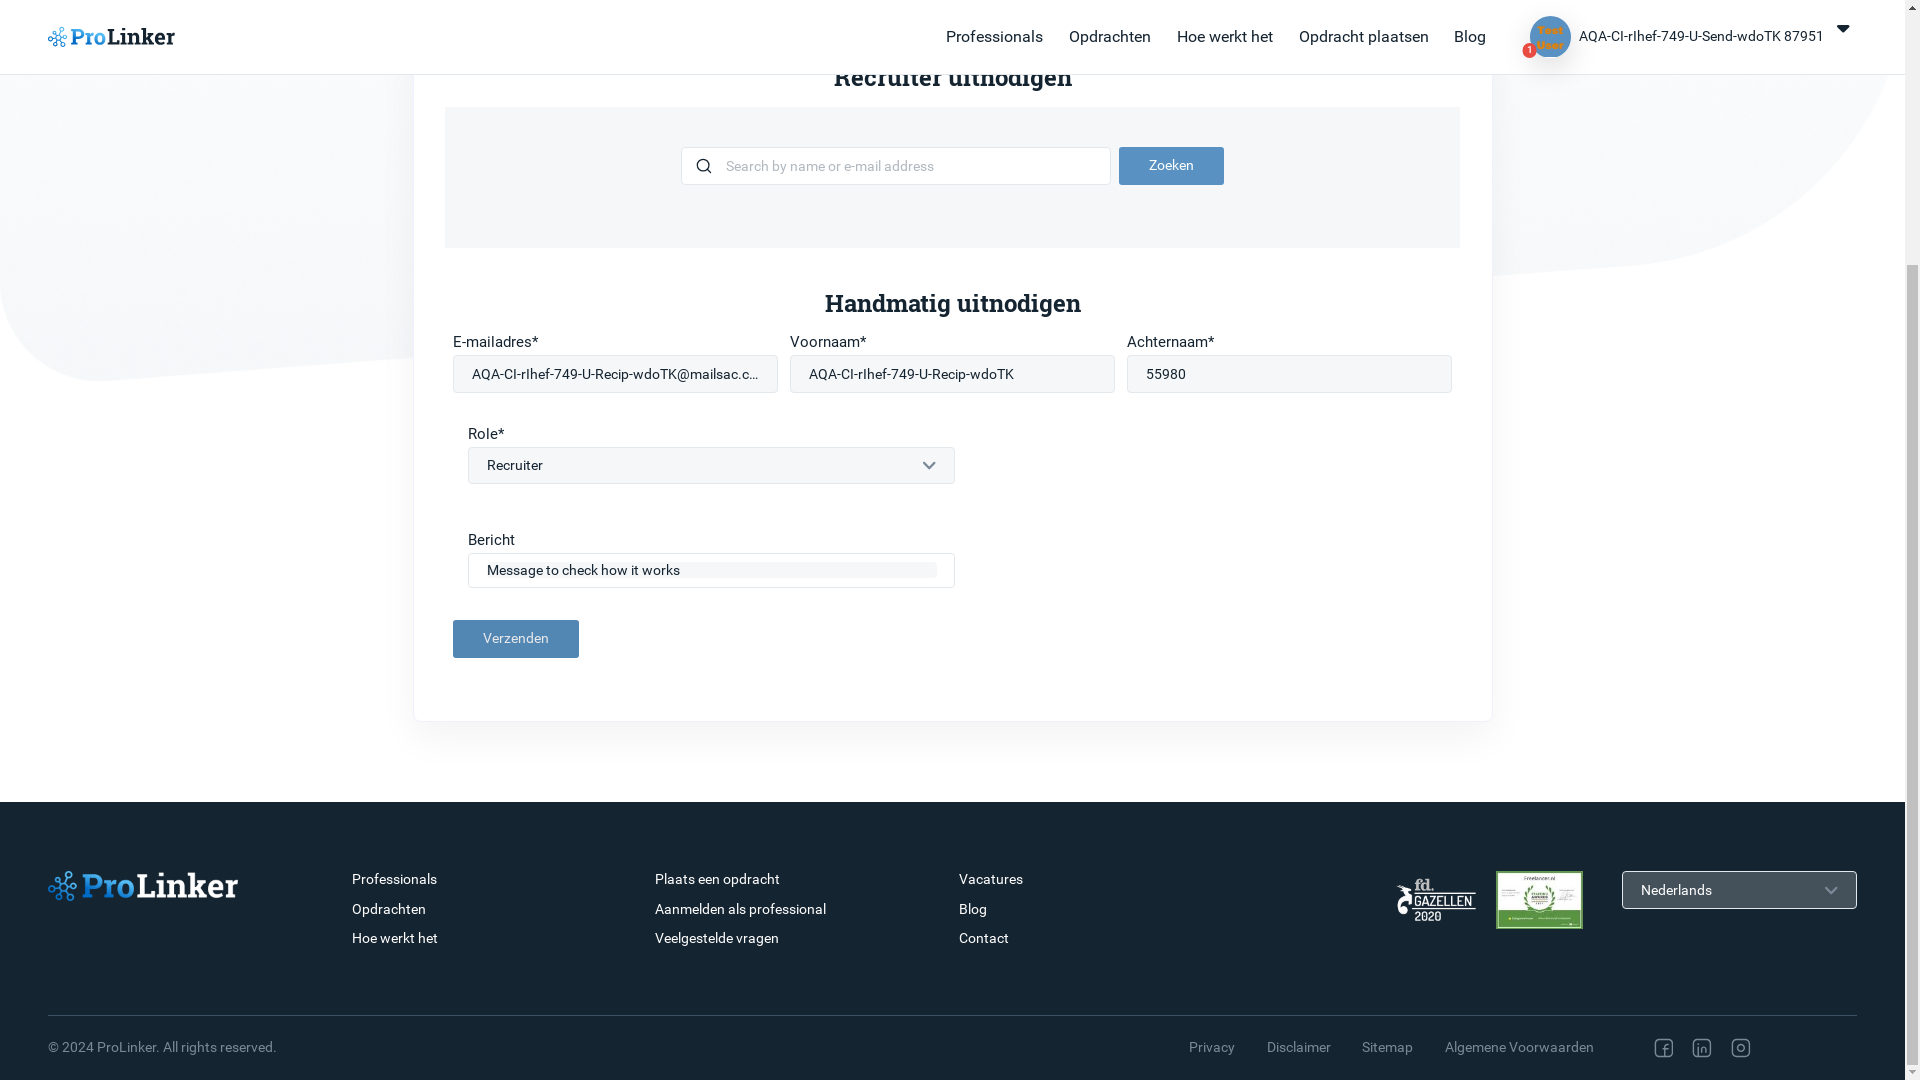 ProLinker
Professionals
Opdrachten
Hoe werkt het
Opdracht plaatsen
Blog
Test
User
1
AQA-CI-rIhef-749-U-Send-wdoTK 87951
Recruiter uitnodigen
Search by name or e-mail address
Zoeken
Handmatig uitnodigen
E-mailadres*
Voornaam*
Achternaam*
AQA-CI-rIhef-749-U-Recip-wdoTK@mailsac.c...
AQA-CI-rIhef-749-U-Recip-wdoTK
55980
Role*
Recruiter
Bericht
Message to check how it works
Verzenden
ProLinker
Professionals
Opdrachten
Hoe werkt het
Plaats een opdracht
Aanmelden als professional
Veelgestelde vragen
Vacatures
Blog
Contact
fd.
GAZELLEN
2020
Freelancer.nl
Nederlands
© 2024 ProLinker. All rights reserved.
Privacy
Disclaimer
Sitemap
Algemene Voorwaarden